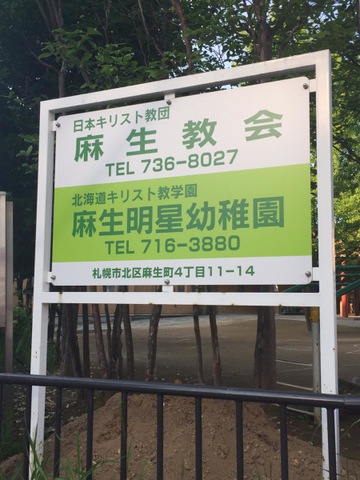 日本キリスト教団
麻生教会
TEL 736-8027
北海道キリスト教学園
麻生明星幼稚園
TEL 716-3880
札幌市北区麻生町4丁目11-14